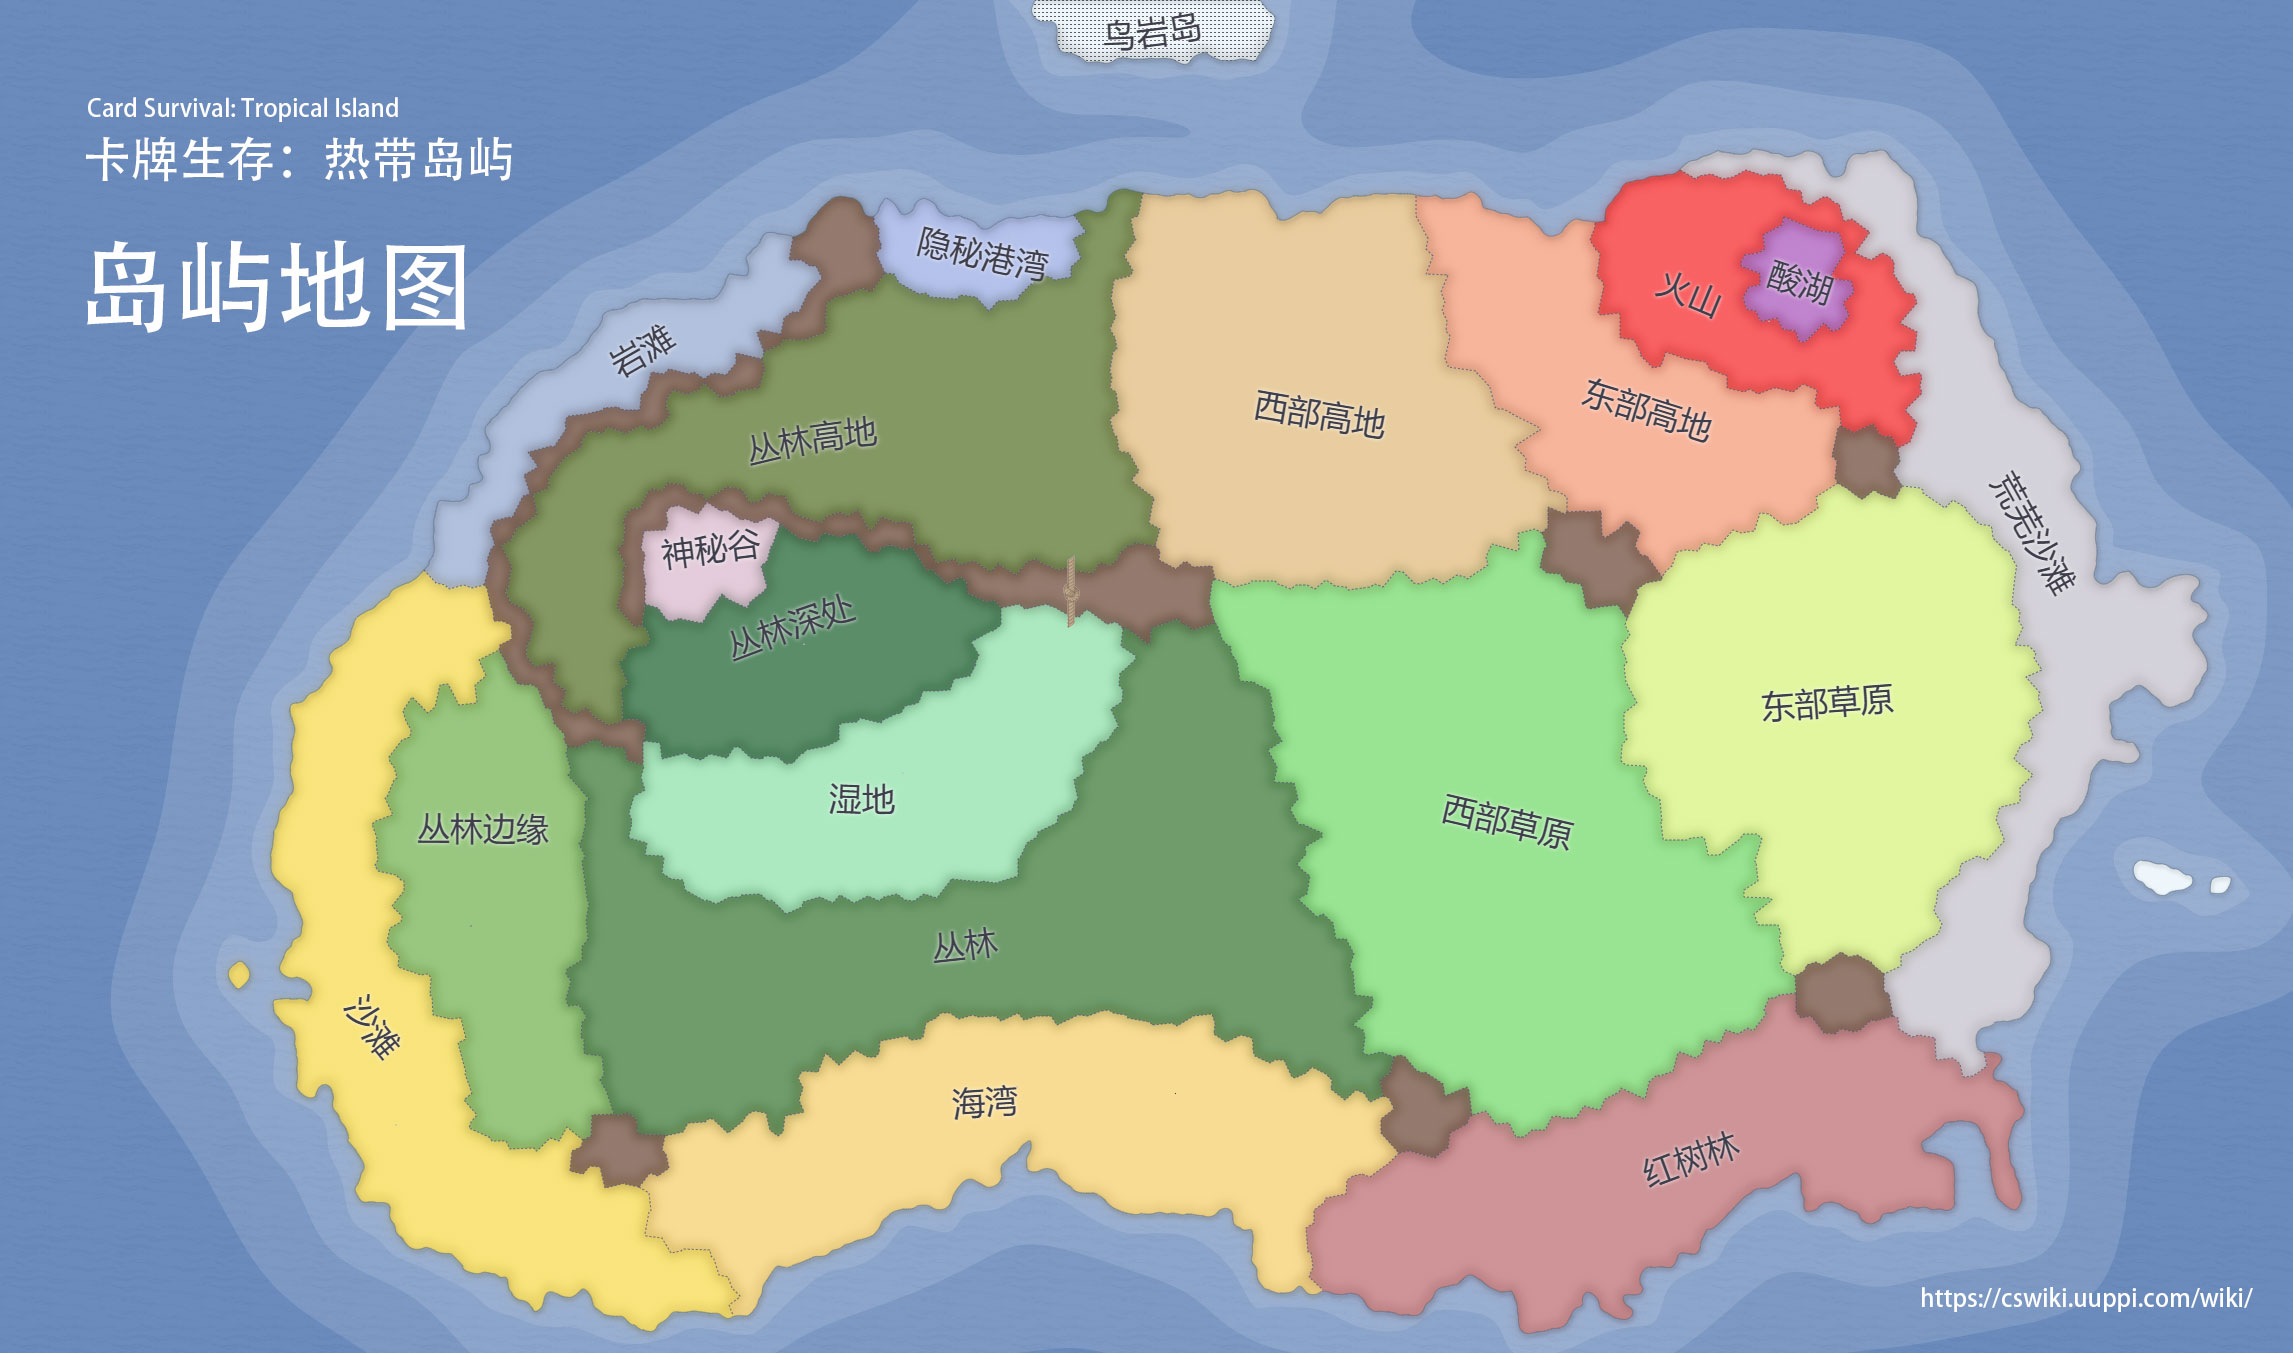 鸟岩岛
Card Survival: Tropical Island
卡牌生存：热带岛屿
岛屿地图
隐秘港湾
酸湖
火山
岩滩
西部高地
东部高地
丛林高地
荒芜沙滩
神秘谷
丛林深处
东部草原
湿地
西部草原
丛林边缘
丛林
沙滩
海湾
红树林
https://cswiki.uuppi.com/wiki/